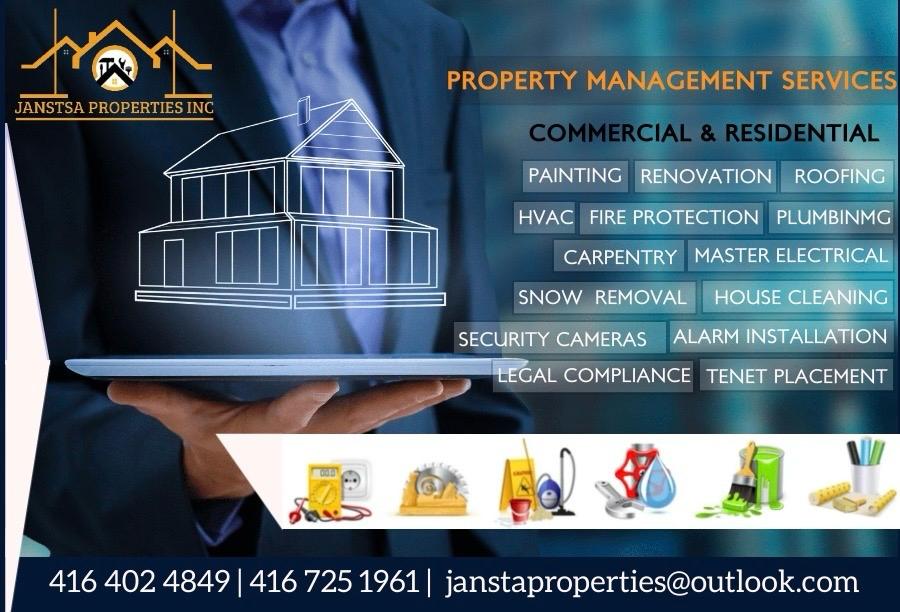 JANSTSA PROPERTIES INC
PROPERTY MANAGEMENT SERVICES
COMMERCIAL & RESIDENTIAL
PAINTING RENOVATION ROOFING
HVAC FIRE PROTECTION PLUMBINMG
CARPENTRY MASTER ELECTRICAL
SNOW REMOVAL HOUSE CLEANING
SECURITY CAMERAS ALARM INSTALLATION
LEGAL COMPLIANCE TENET PLACEMENT
416 402 4849 | 416 725 1961 | janstaproperties@outlook.com